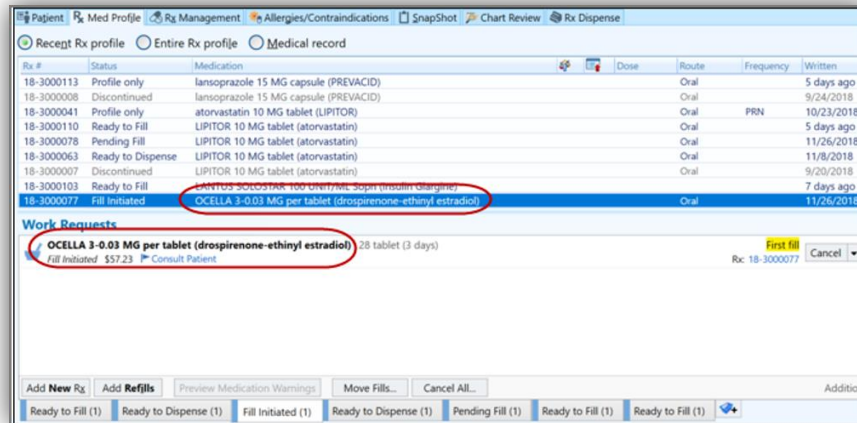 Patient Med Profile Rx Management Allergies/Contraindications SnapShot Chart Review Rx Dispense
Recent Rx profile Entire Rx profile Medical record
Rx # Status Medication Dose Route Frequency Written
18-3000113 Profile only lansoprazole 15 MG capsule (PREVACID) Oral 5 days ago
18-3000008 Discontinued lansoprazole 15 MG capsule (PREVACID) Oral 9/24/2018
18-3000041 Profile only atorvastatin 10 MG tablet (LIPITOR) Oral PRN 10/23/2018
18-3000110 Ready to Fill LIPITOR 10 MG tablet (atorvastatin) Oral 5 days ago
18-3000078 Pending Fill LIPITOR 10 MG tablet (atorvastatin) Oral 11/26/2018
18-3000063 Ready to Dispense LIPITOR 10 MG tablet (atorvastatin) Oral 11/8/2018
18-3000007 Discontinued LIPITOR 10 MG tablet (atorvastatin) Oral 9/20/2018
18-3000103 Ready to Fill LANTUS SOLOSTAR 100 UNIT/ML Sopn (Insulin Glargine) 7 days ago
18-3000077 Fill Initiated OCELLA 3-0.03 MG per tablet (drospirenone-ethinyl estradiol) Oral 11/26/2018
Work Requests
OCELLA 3-0.03 MG per tablet (drospirenone-ethinyl estradiol) 28 tablet (3 days) First fill
Fill Initiated $57.23 Consult Patient Rx: 18-3000077 Cancel
Add New Rx Add Refills Preview Medication Warnings Move Fills... Cancel All... Additio
Ready to Fill (1) Ready to Dispense (1) Fill Initiated (1) Ready to Dispense (1) Pending Fill (1) Ready to Fill (1) Ready to Fill (1)